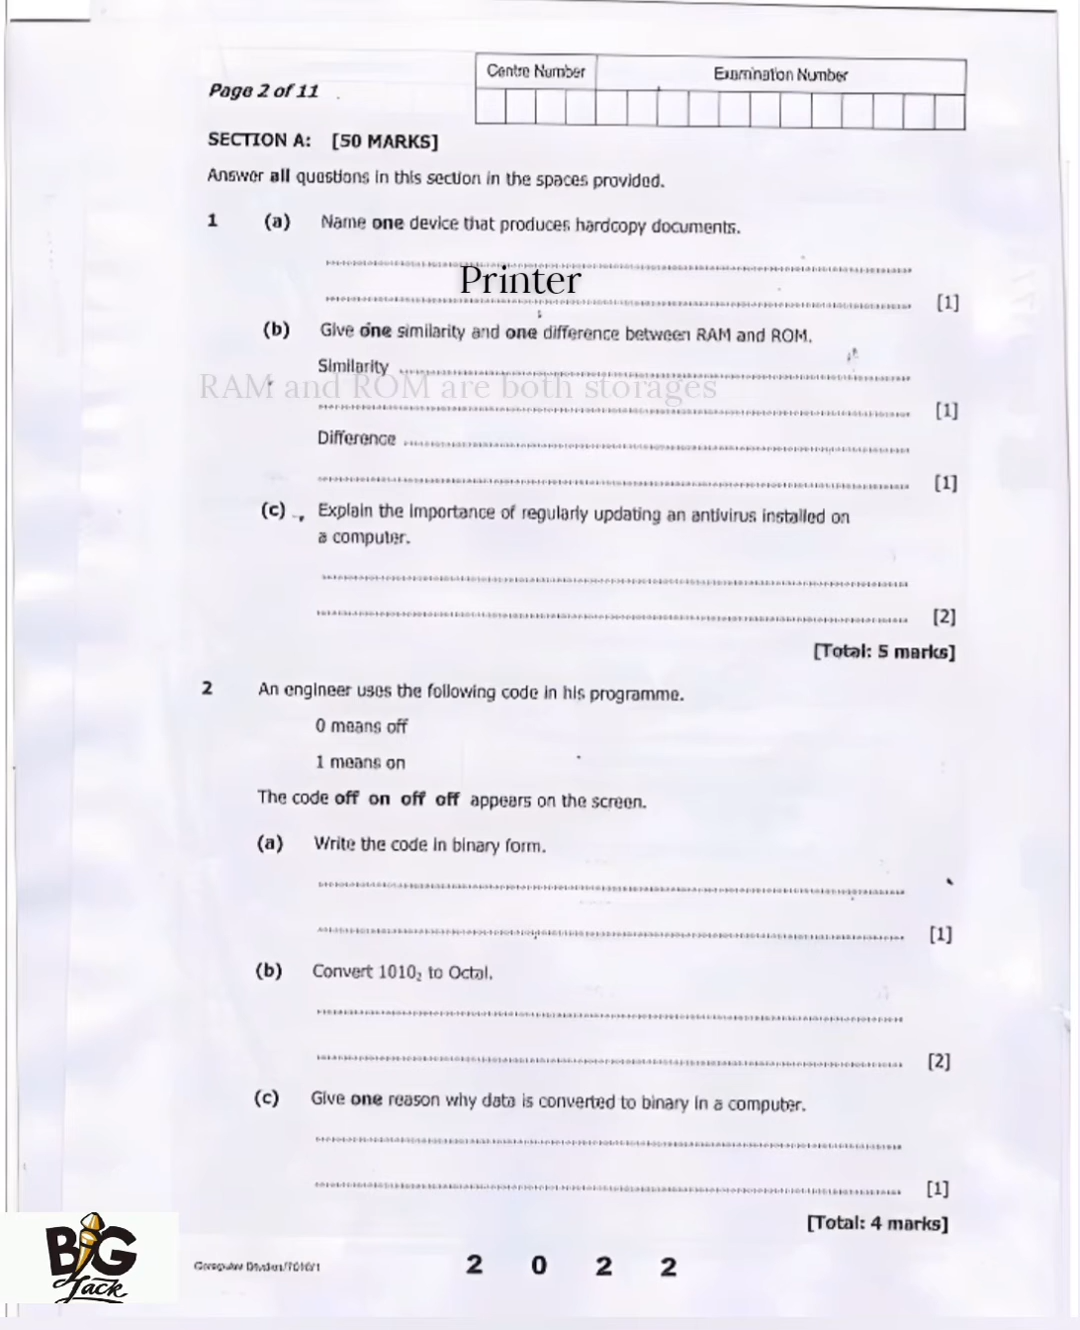 Centre Number Examination Number
Page 2 of 11
SECTION A: [50 MARKS]
Answer all questions in this section in the spaces provided.
1 (a) Name one device that produces hardcopy documents.
Printer
[1]
(b) Give one similarity and one difference between RAM and ROM.
Similarity
RAM and ROM are both storages
[1]
Difference
[1]
(c) Explain the importance of regularly updating an antivirus installed on
a computer.
[2]
[Total: 5 marks]
2 An engineer uses the following code in his programme.
0 means off
1 means on
The code off on off off appears on the screen.
(a) Write the code in binary form.
[1]
(b) Convert 1010₂ to Octal.
[2]
(c) Give one reason why data is converted to binary in a computer.
[1]
[Total: 4 marks]
BIG
Jack
Computer Studies/7010/1
2 0 2 2